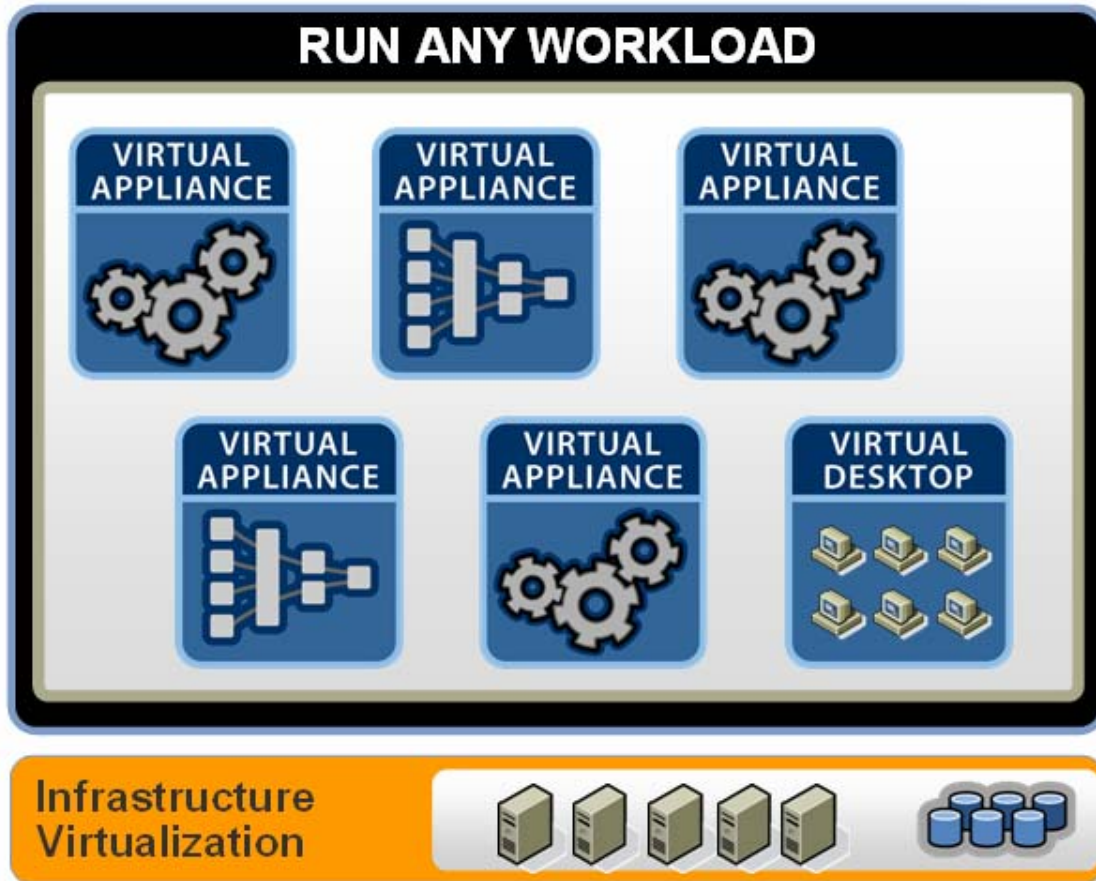 RUN ANY WORKLOAD
VIRTUAL
APPLIANCE
VIRTUAL
APPLIANCE
VIRTUAL
APPLIANCE
VIRTUAL
APPLIANCE
VIRTUAL
APPLIANCE
VIRTUAL
DESKTOP
Infrastructure
Virtualization